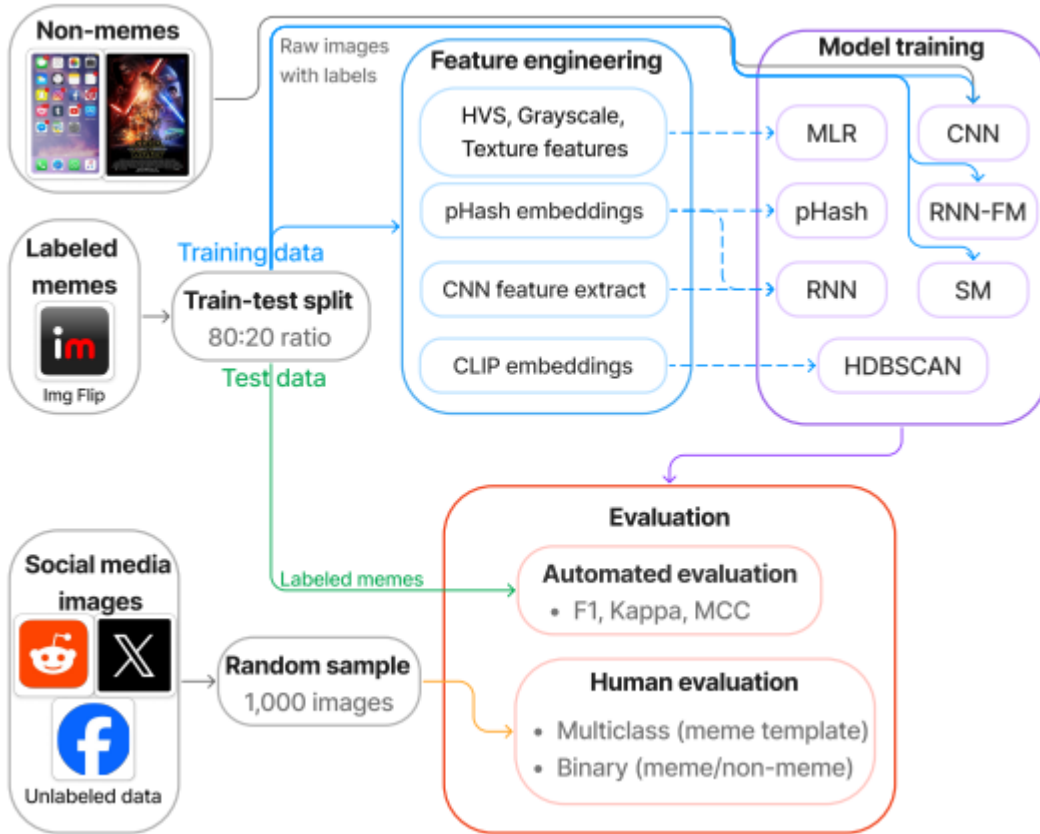 Non-memes
Raw images
with labels
Feature engineering
HVS, Grayscale,
Texture features
pHash embeddings
CNN feature extract
CLIP embeddings
Model training
MLR
CNN
pHash
RNN-FM
RNN
SM
HDBSCAN
Labeled
memes
im
Img Flip
Training data
Train-test split
80:20 ratio
Test data
Labeled memes
Evaluation
Automated evaluation
• F1, Kappa, MCC
Human evaluation
• Multiclass (meme template)
• Binary (meme/non-meme)
Social media
images
Unlabeled data
Random sample
1,000 images